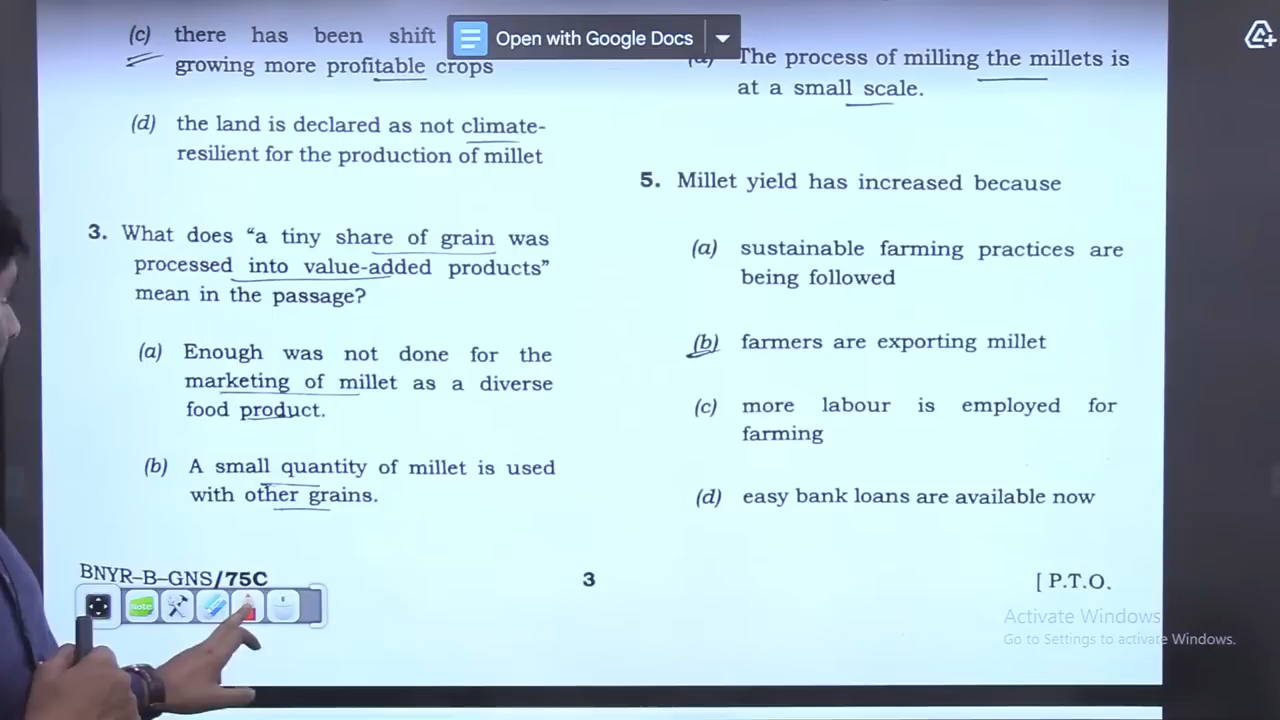 Open with Google Docs
(c) there has been shift
growing more profitable crops
(d) the land is declared as not climate-
resilient for the production of millet
3. What does “a tiny share of grain was
processed into value-added products”
mean in the passage?
(a) Enough was not done for the
marketing of millet as a diverse
food product.
(b) A small quantity of millet is used
with other grains.
BNYR–B–GNS/75C
Note
The process of milling the millets is
at a small scale.
5. Millet yield has increased because
(a) sustainable farming practices are
being followed
(b) farmers are exporting millet
(c) more labour is employed for
farming
(d) easy bank loans are available now
3
[ P.T.O.
Activate Windows
Go to Settings to activate Windows.